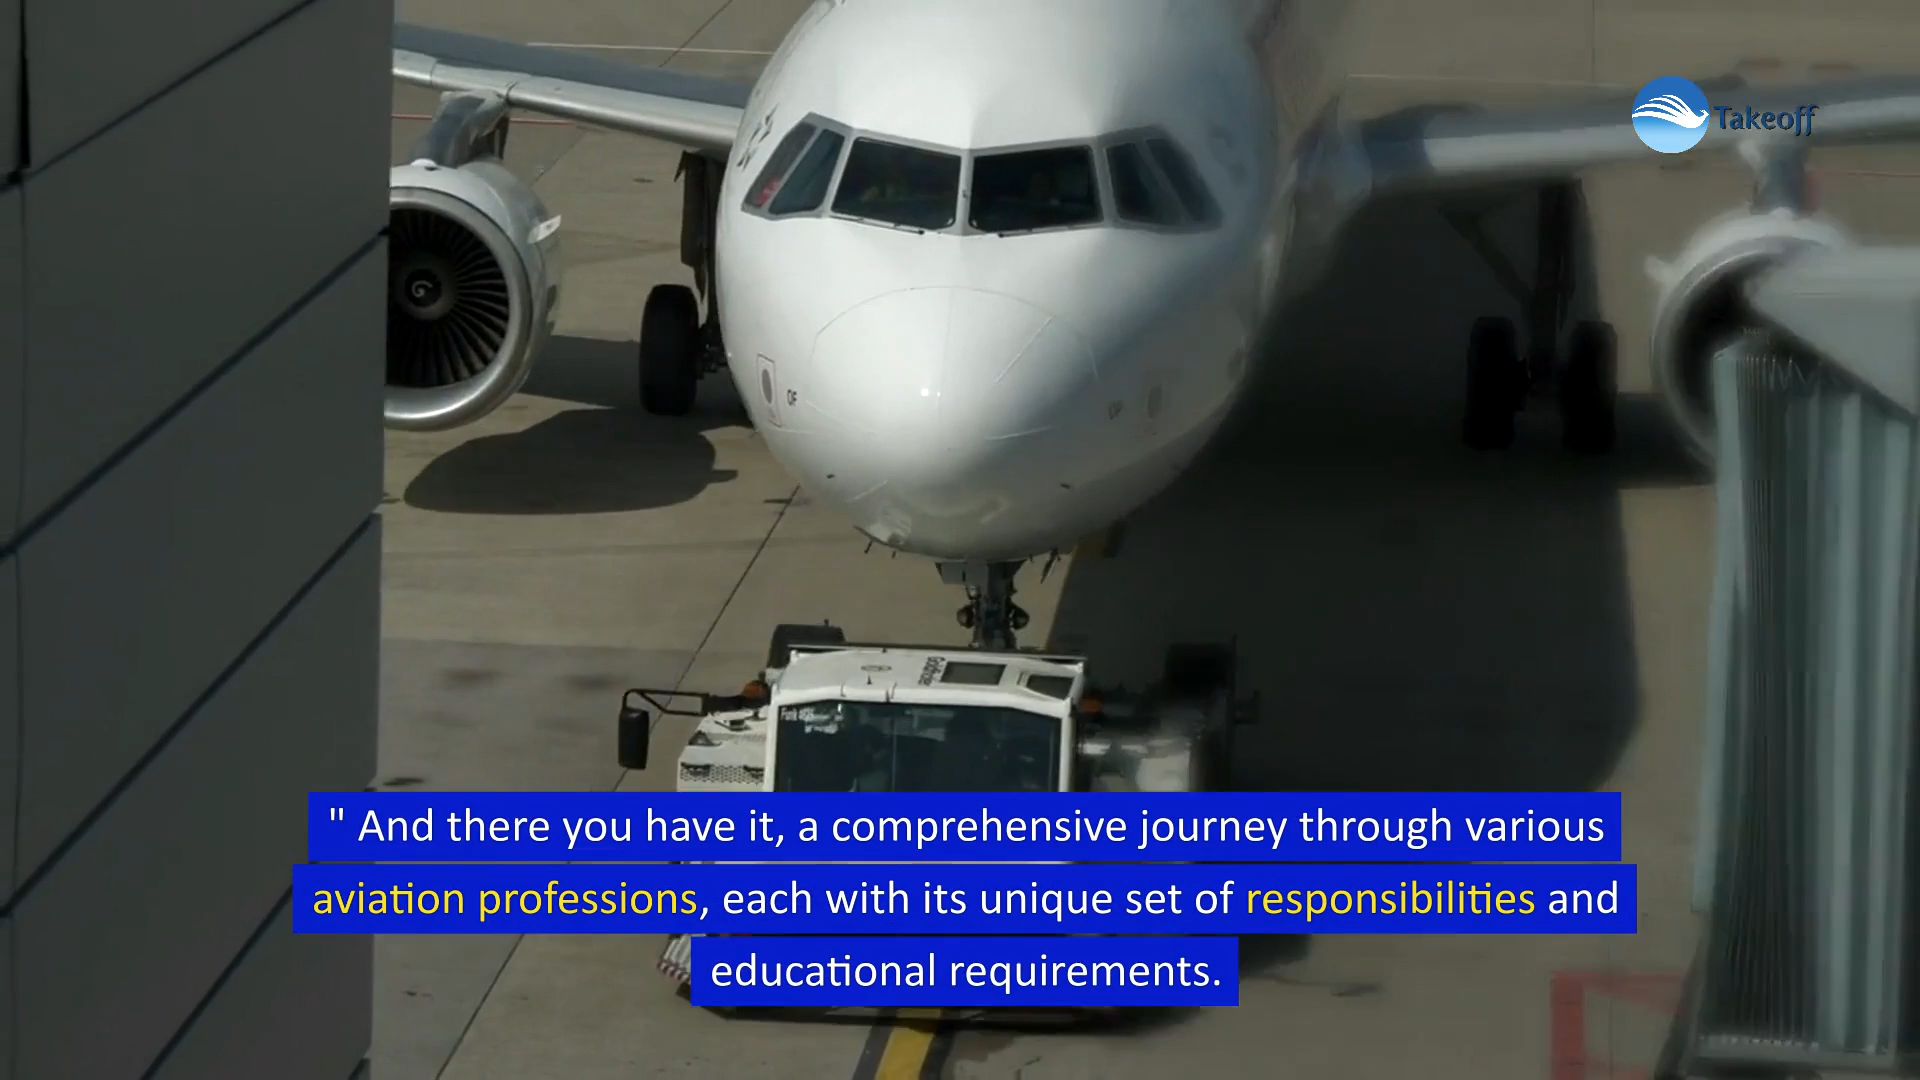 Takeoff
" And there you have it, a comprehensive journey through various
aviation professions, each with its unique set of responsibilities and
educational requirements.